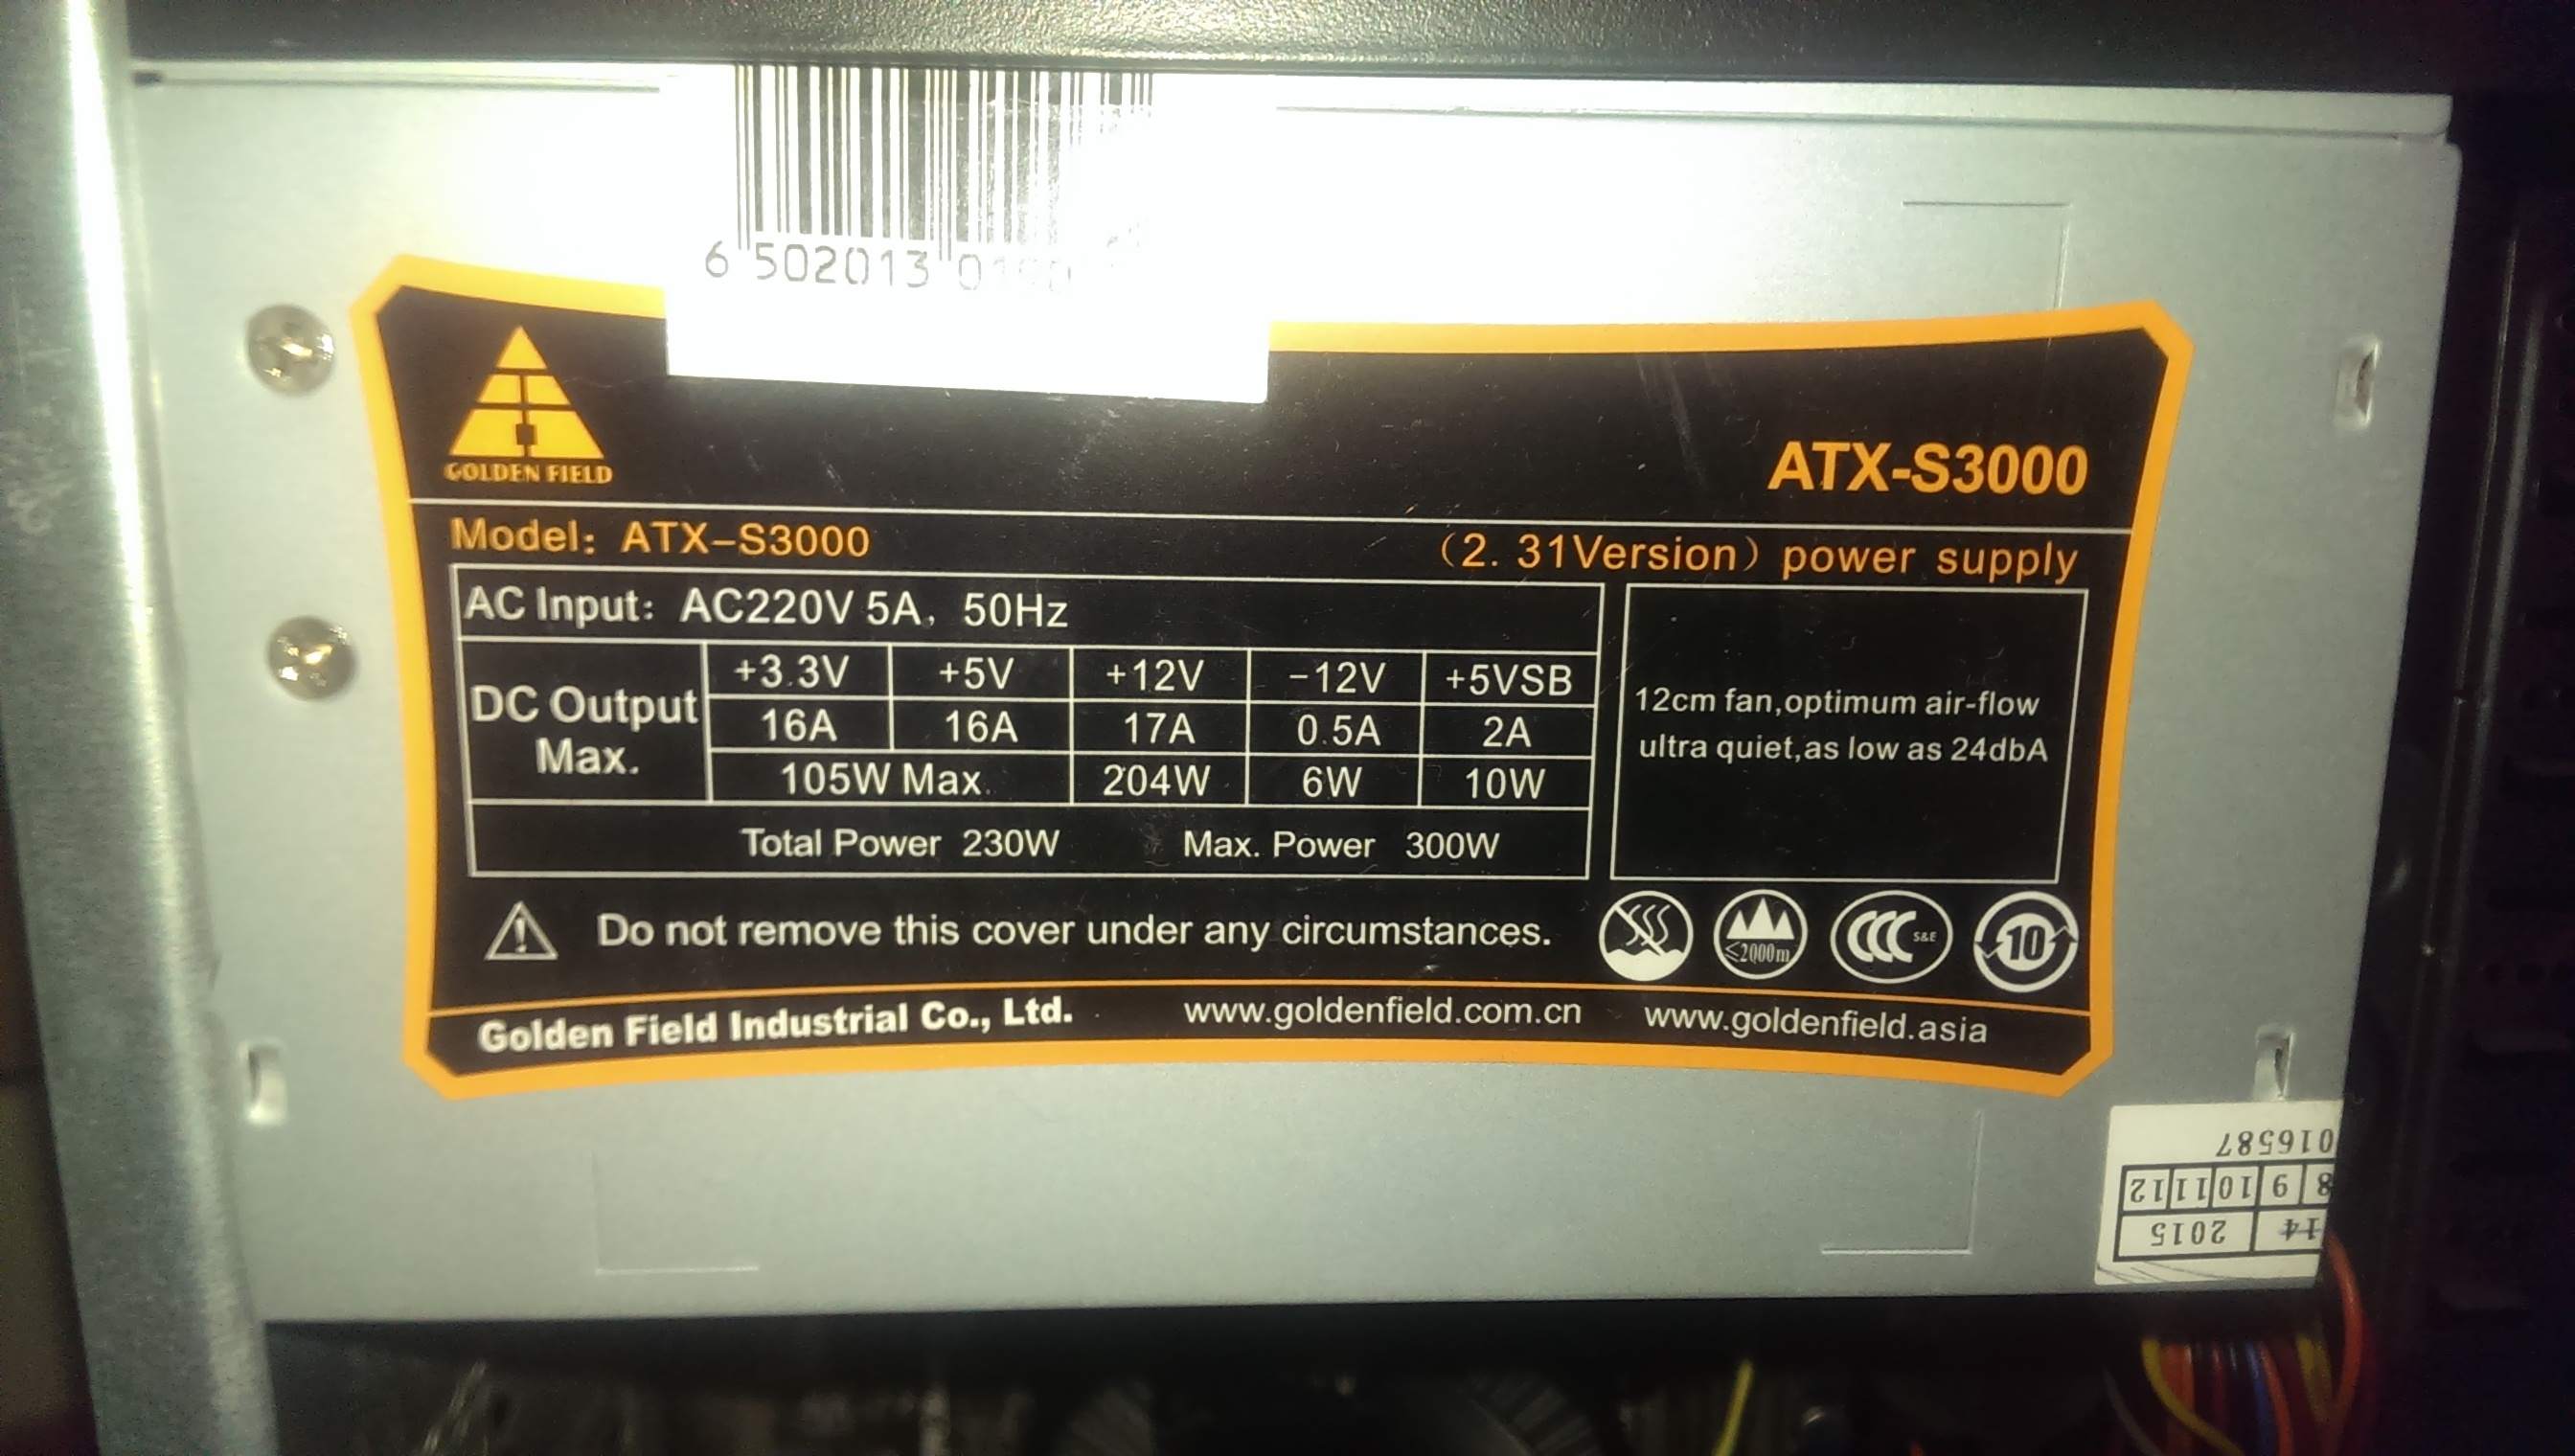 6 502013
GOLDEN FIELD
ATX-S3000
Model: ATX-S3000
(2. 31Version) power supply
AC Input: AC220V 5A, 50Hz
DC Output Max.
+3.3V +5V +12V -12V +5VSB
16A 16A 17A 0.5A 2A
105W Max. 204W 6W 10W
Total Power 230W Max. Power 300W
12cm fan,optimum air-flow
ultra quiet,as low as 24dbA
Do not remove this cover under any circumstances.
≤2000m
CCC S&E
10
Golden Field Industrial Co., Ltd. www.goldenfield.com.cn www.goldenfield.asia
14 2015
8 9 10 11 12
016587